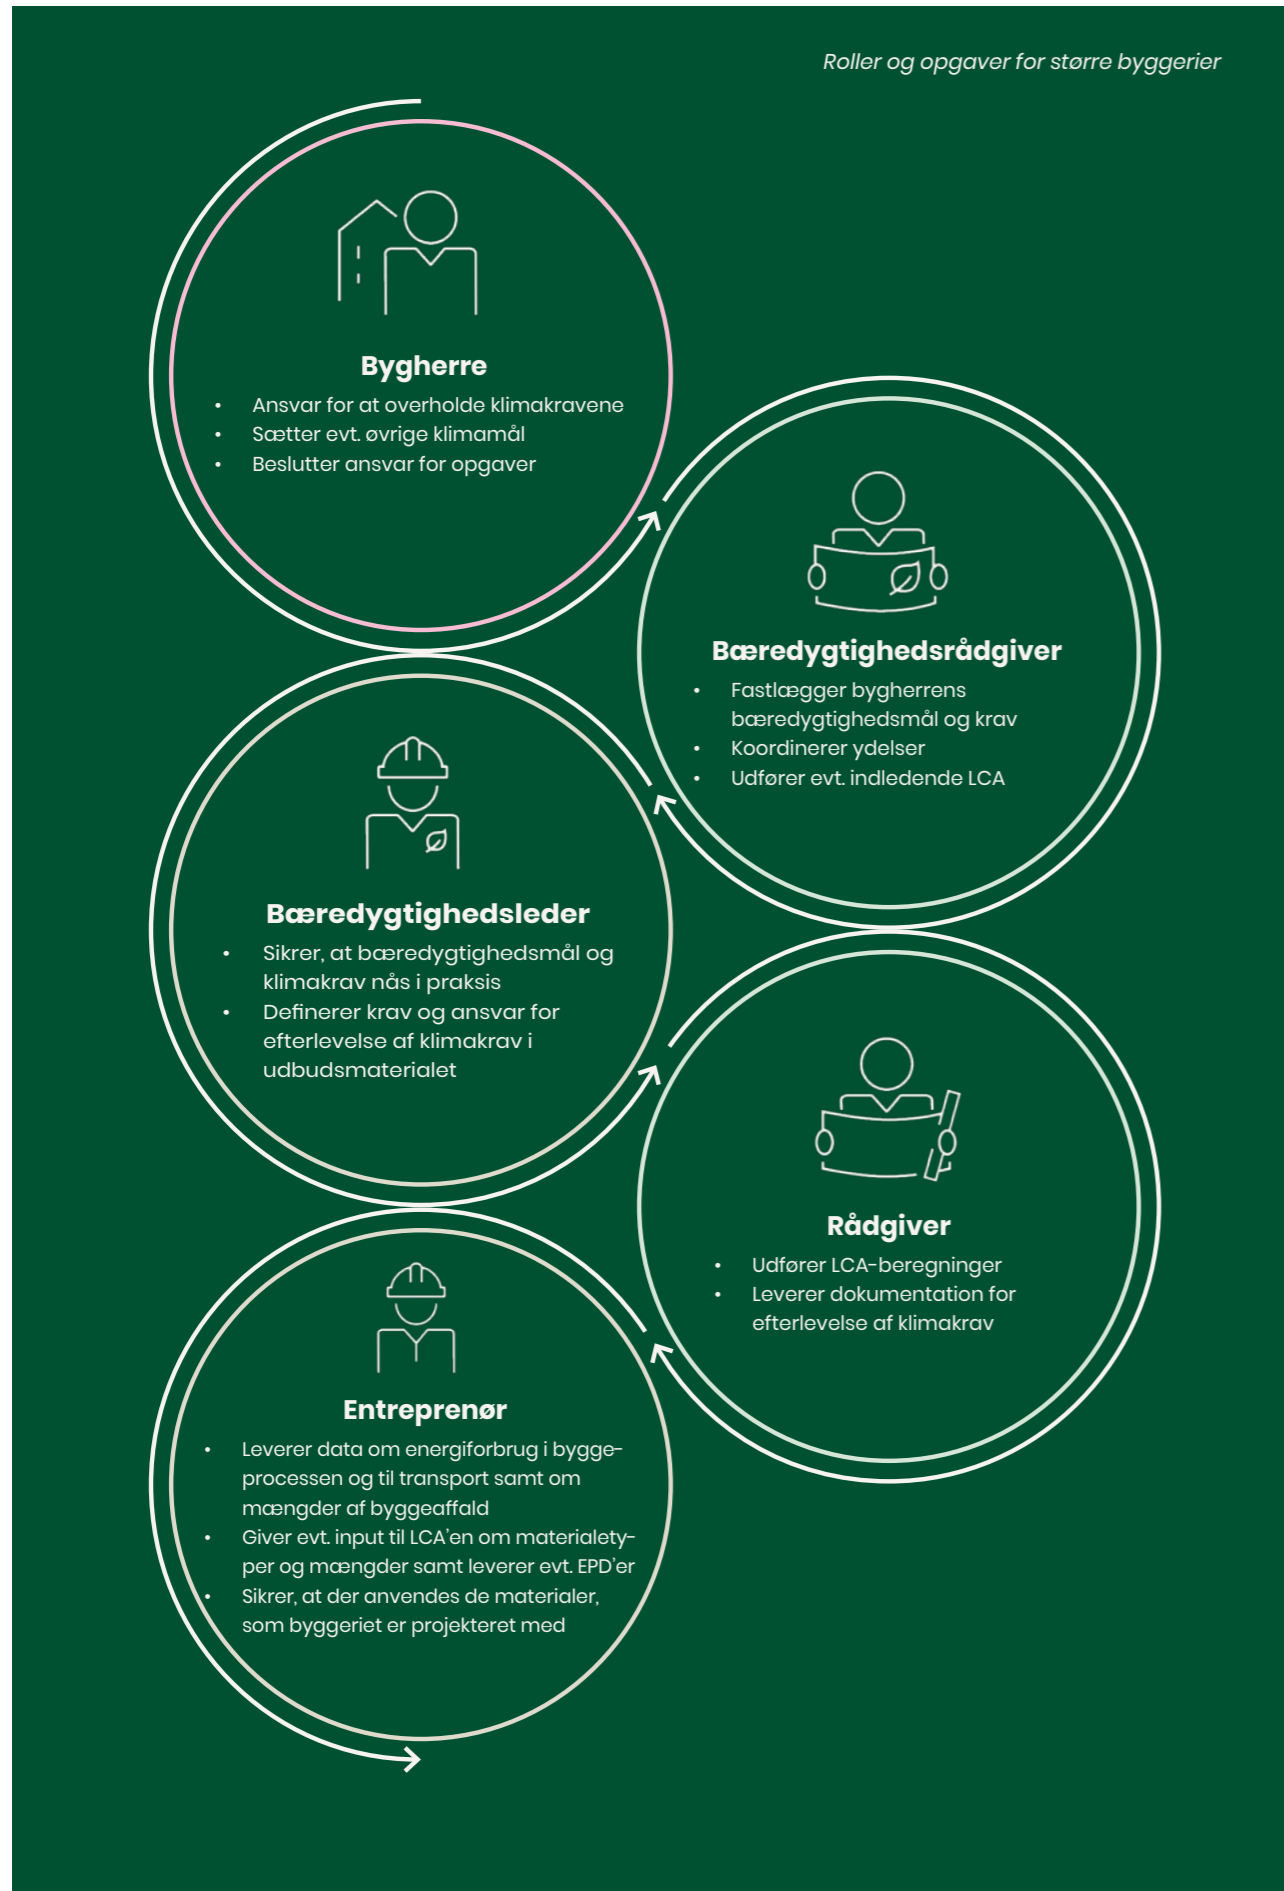 Roller og opgaver for større byggerier
Bygherre
• Ansvar for at overholde klimakravene
• Sætter evt. øvrige klimamål
• Beslutter ansvar for opgaver
Bæredygtighedsrådgiver
• Fastlægger bygherrens
bæredygtighedsmål og krav
• Koordinerer ydelser
• Udfører evt. indledende LCA
Bæredygtighedsleder
• Sikrer, at bæredygtighedsmål og
klimakrav nås i praksis
• Definerer krav og ansvar for
efterlevelse af klimakrav i
udbudsmaterialet
Rådgiver
• Udfører LCA-beregninger
• Leverer dokumentation for
efterlevelse af klimakrav
Entreprenør
• Leverer data om energiforbrug i bygge-
processen og til transport samt om
mængder af byggeaffald
• Giver evt. input til LCA’en om materialety-
per og mængder samt leverer evt. EPD’er
• Sikrer, at der anvendes de materialer,
som byggeriet er projekteret med